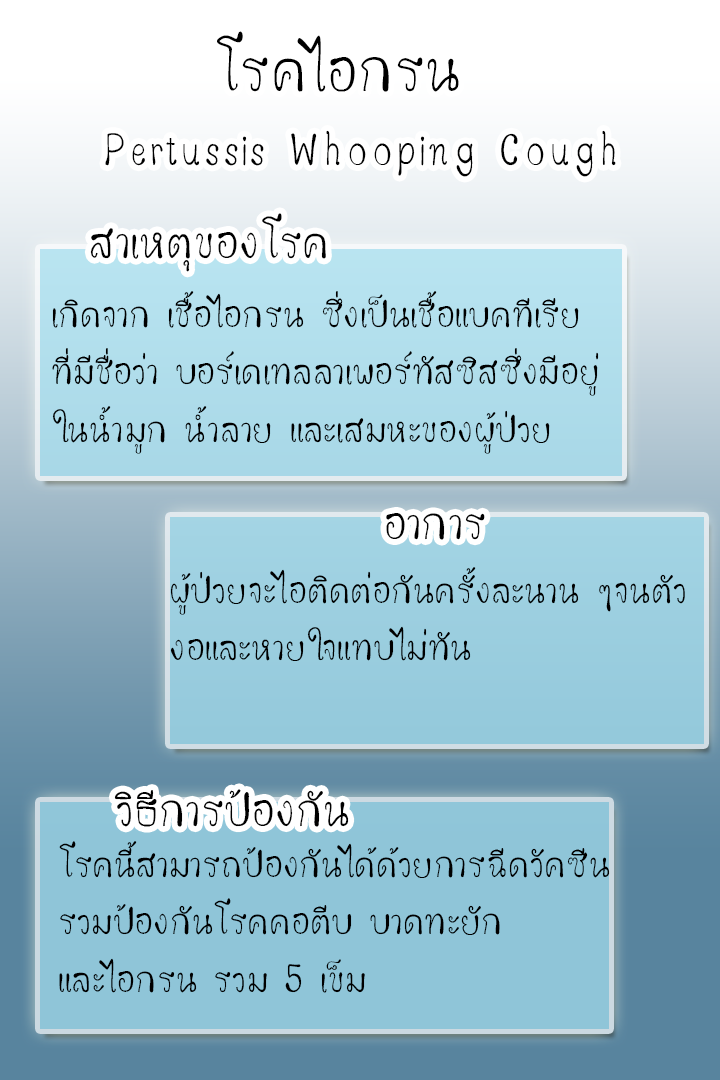 โรคไอกรน
Pertussis Whooping Cough
สาเหตุของโรค
เกิดจาก เชื้อไอกรน ซึ่งเป็นเชื้อแบคทีเรีย
ที่มีชื่อว่า บอร์เดเทลลาเพอร์ทัสซิสซึ่งมีอยู่
ในน้ำมูก น้ำลาย และเสมหะของผู้ป่วย
อาการ
ผู้ป่วยจะไอติดต่อกันครั้งละนาน ๆจนตัว
งอและหายใจแทบไม่ทัน
วิธีการป้องกัน
โรคนี้สามารถป้องกันได้ด้วยการฉีดวัคซีน
รวมป้องกันโรคคอตีบ บาดทะยัก
และไอกรน รวม 5 เข็ม